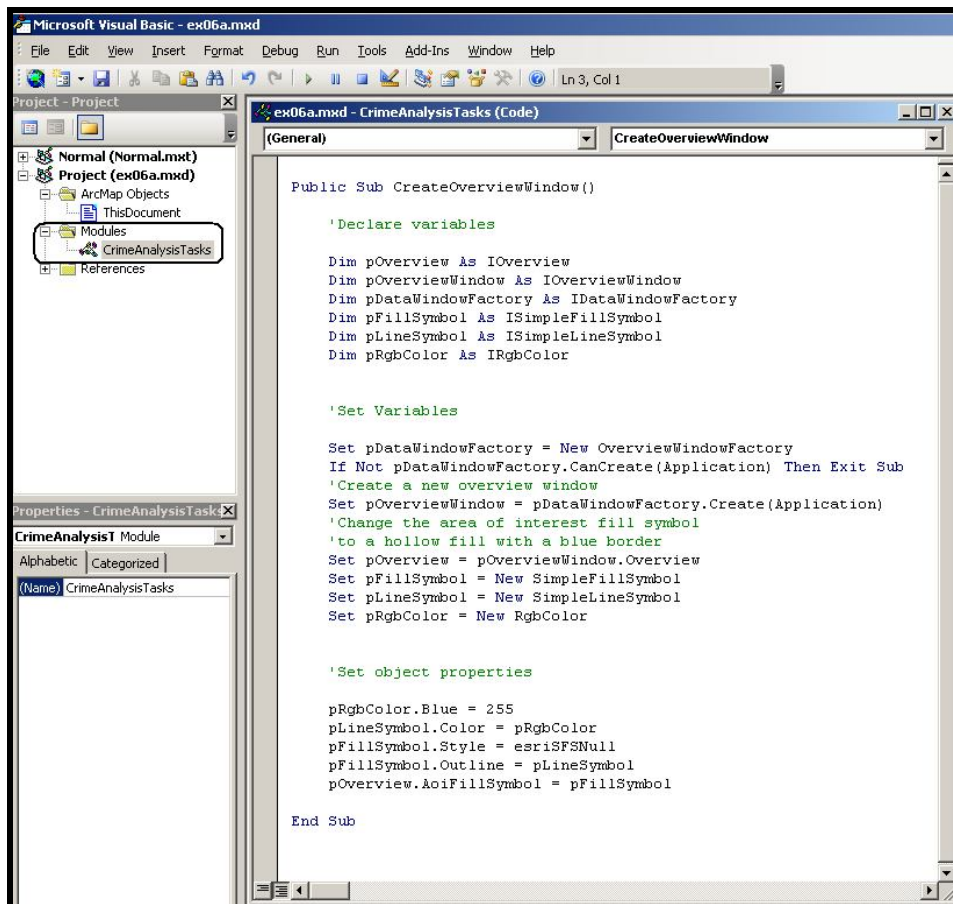 Microsoft Visual Basic - ex06a.mxd
File Edit View Insert Format Debug Run Tools Add-Ins Window Help
Ln 3, Col 1
Project - Project
Normal (Normal.mxt)
Project (ex06a.mxd)
ArcMap Objects
ThisDocument
Modules
CrimeAnalysisTasks
References
Properties - CrimeAnalysisTasks
CrimeAnalysisT Module
Alphabetic Categorized
(Name) CrimeAnalysisTasks
ex06a.mxd - CrimeAnalysisTasks (Code)
(General) CreateOverviewWindow
Public Sub CreateOverviewWindow()
'Declare variables
Dim pOverview As IOverview
Dim pOverviewWindow As IOverviewWindow
Dim pDataWindowFactory As IDataWindowFactory
Dim pFillSymbol As ISimpleFillSymbol
Dim pLineSymbol As ISimpleLineSymbol
Dim pRgbColor As IRgbColor
'Set Variables
Set pDataWindowFactory = New OverviewWindowFactory
If Not pDataWindowFactory.CanCreate(Application) Then Exit Sub
'Create a new overview window
Set pOverviewWindow = pDataWindowFactory.Create(Application)
'Change the area of interest fill symbol
'to a hollow fill with a blue border
Set pOverview = pOverviewWindow.Overview
Set pFillSymbol = New SimpleFillSymbol
Set pLineSymbol = New SimpleLineSymbol
Set pRgbColor = New RgbColor
'Set object properties
pRgbColor.Blue = 255
pLineSymbol.Color = pRgbColor
pFillSymbol.Style = esriSFSNull
pFillSymbol.Outline = pLineSymbol
pOverview.AoiFillSymbol = pFillSymbol
End Sub